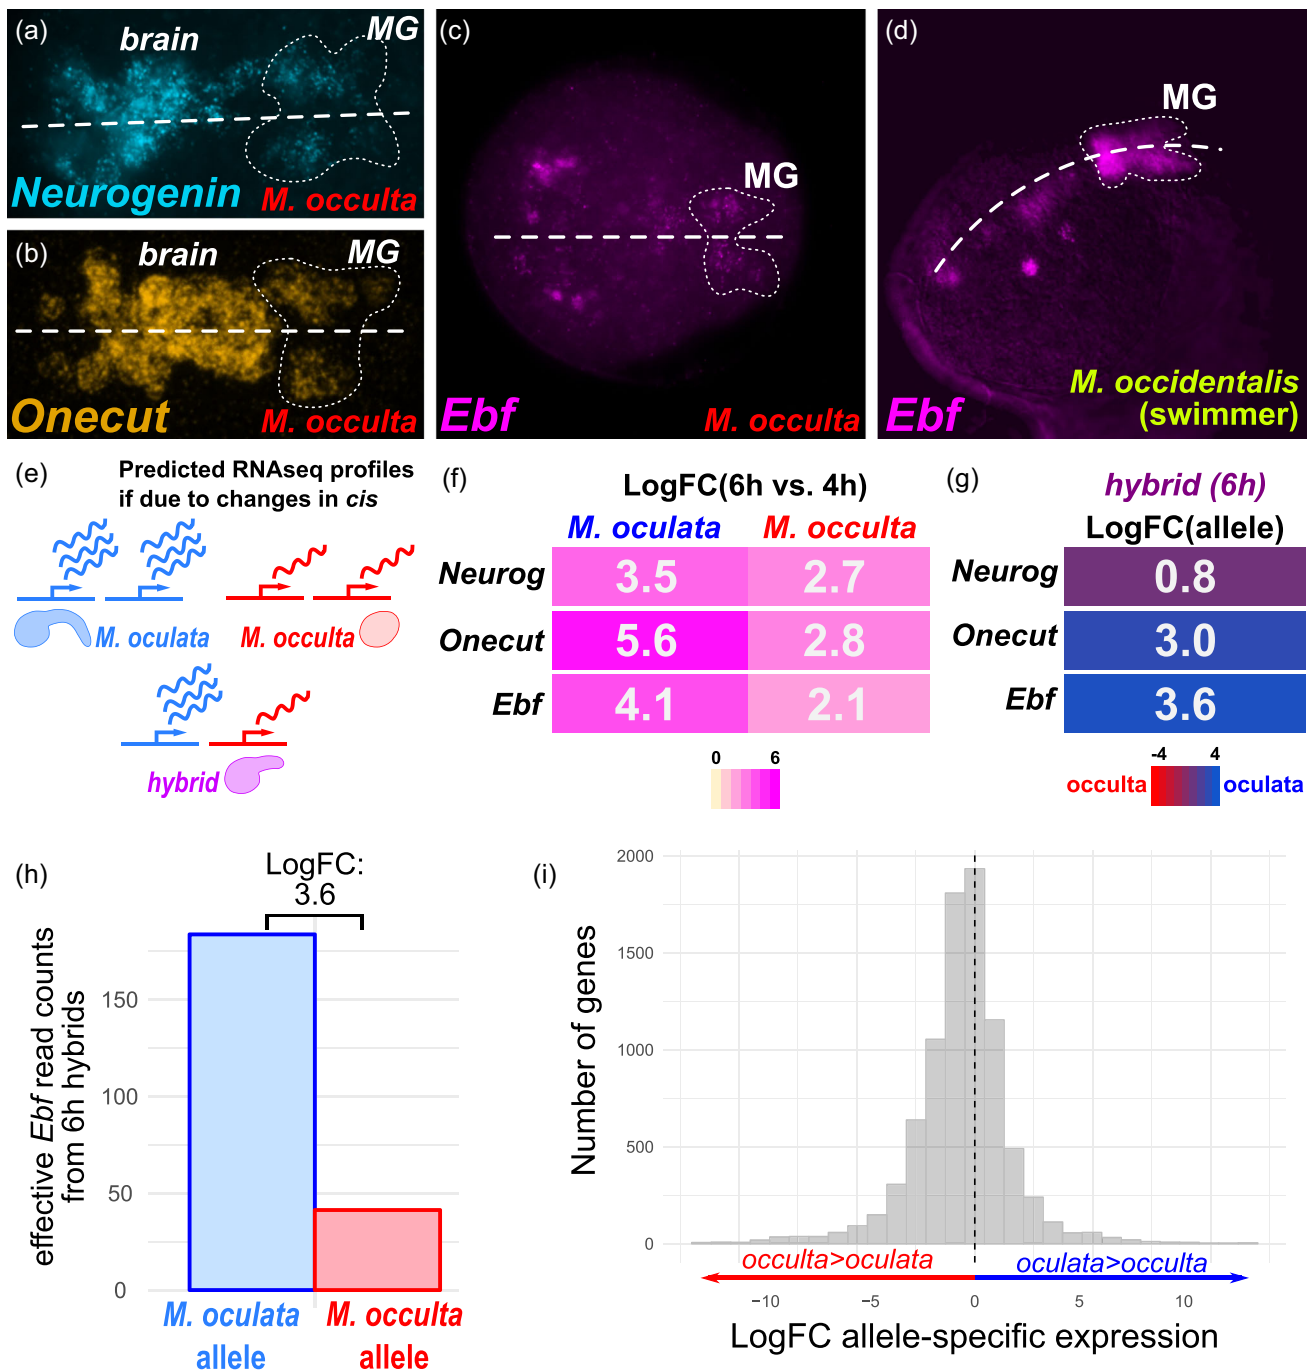 (a)
brain
MG
Neurogenin
M. occulta
(b)
brain
MG
Onecut
M. occulta
(c)
MG
Ebf
M. occulta
(d)
MG
M. occidentalis
(swimmer)
Ebf
(e)
Predicted RNAseq profiles
if due to changes in cis
M. oculata
M. occulta
hybrid
(f)
LogFC(6h vs. 4h)
M. oculata M. occulta
Neurog 3.5 2.7
Onecut 5.6 2.8
Ebf 4.1 2.1
0 6
(g)
hybrid (6h)
LogFC(allele)
Neurog 0.8
Onecut 3.0
Ebf 3.6
-4 4
occulta oculata
(h)
LogFC:
3.6
effective Ebf read counts
from 6h hybrids
150
100
50
0
M. oculata
allele
M. occulta
allele
(i)
Number of genes
2000
1500
1000
500
0
occulta>oculata
oculata>occulta
−10 −5 0 5 10
LogFC allele-specific expression